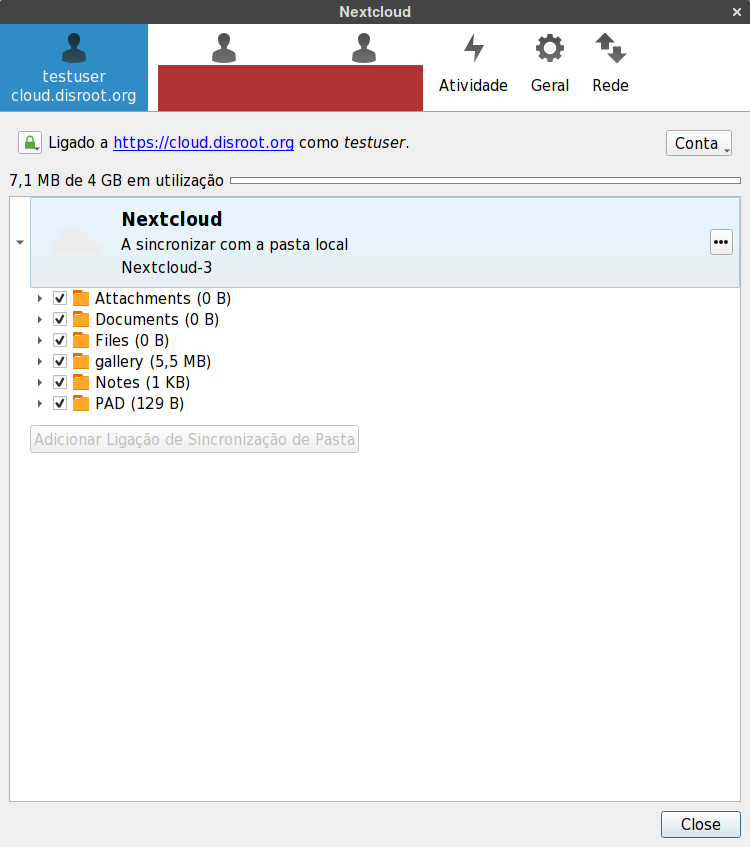 Nextcloud
testuser
cloud.disroot.org
Atividade
Geral
Rede
Ligado a https://cloud.disroot.org como testuser.
Conta
7,1 MB de 4 GB em utilização
Nextcloud
A sincronizar com a pasta local
Nextcloud-3
Attachments (0 B)
Documents (0 B)
Files (0 B)
gallery (5,5 MB)
Notes (1 KB)
PAD (129 B)
Adicionar Ligação de Sincronização de Pasta
Close